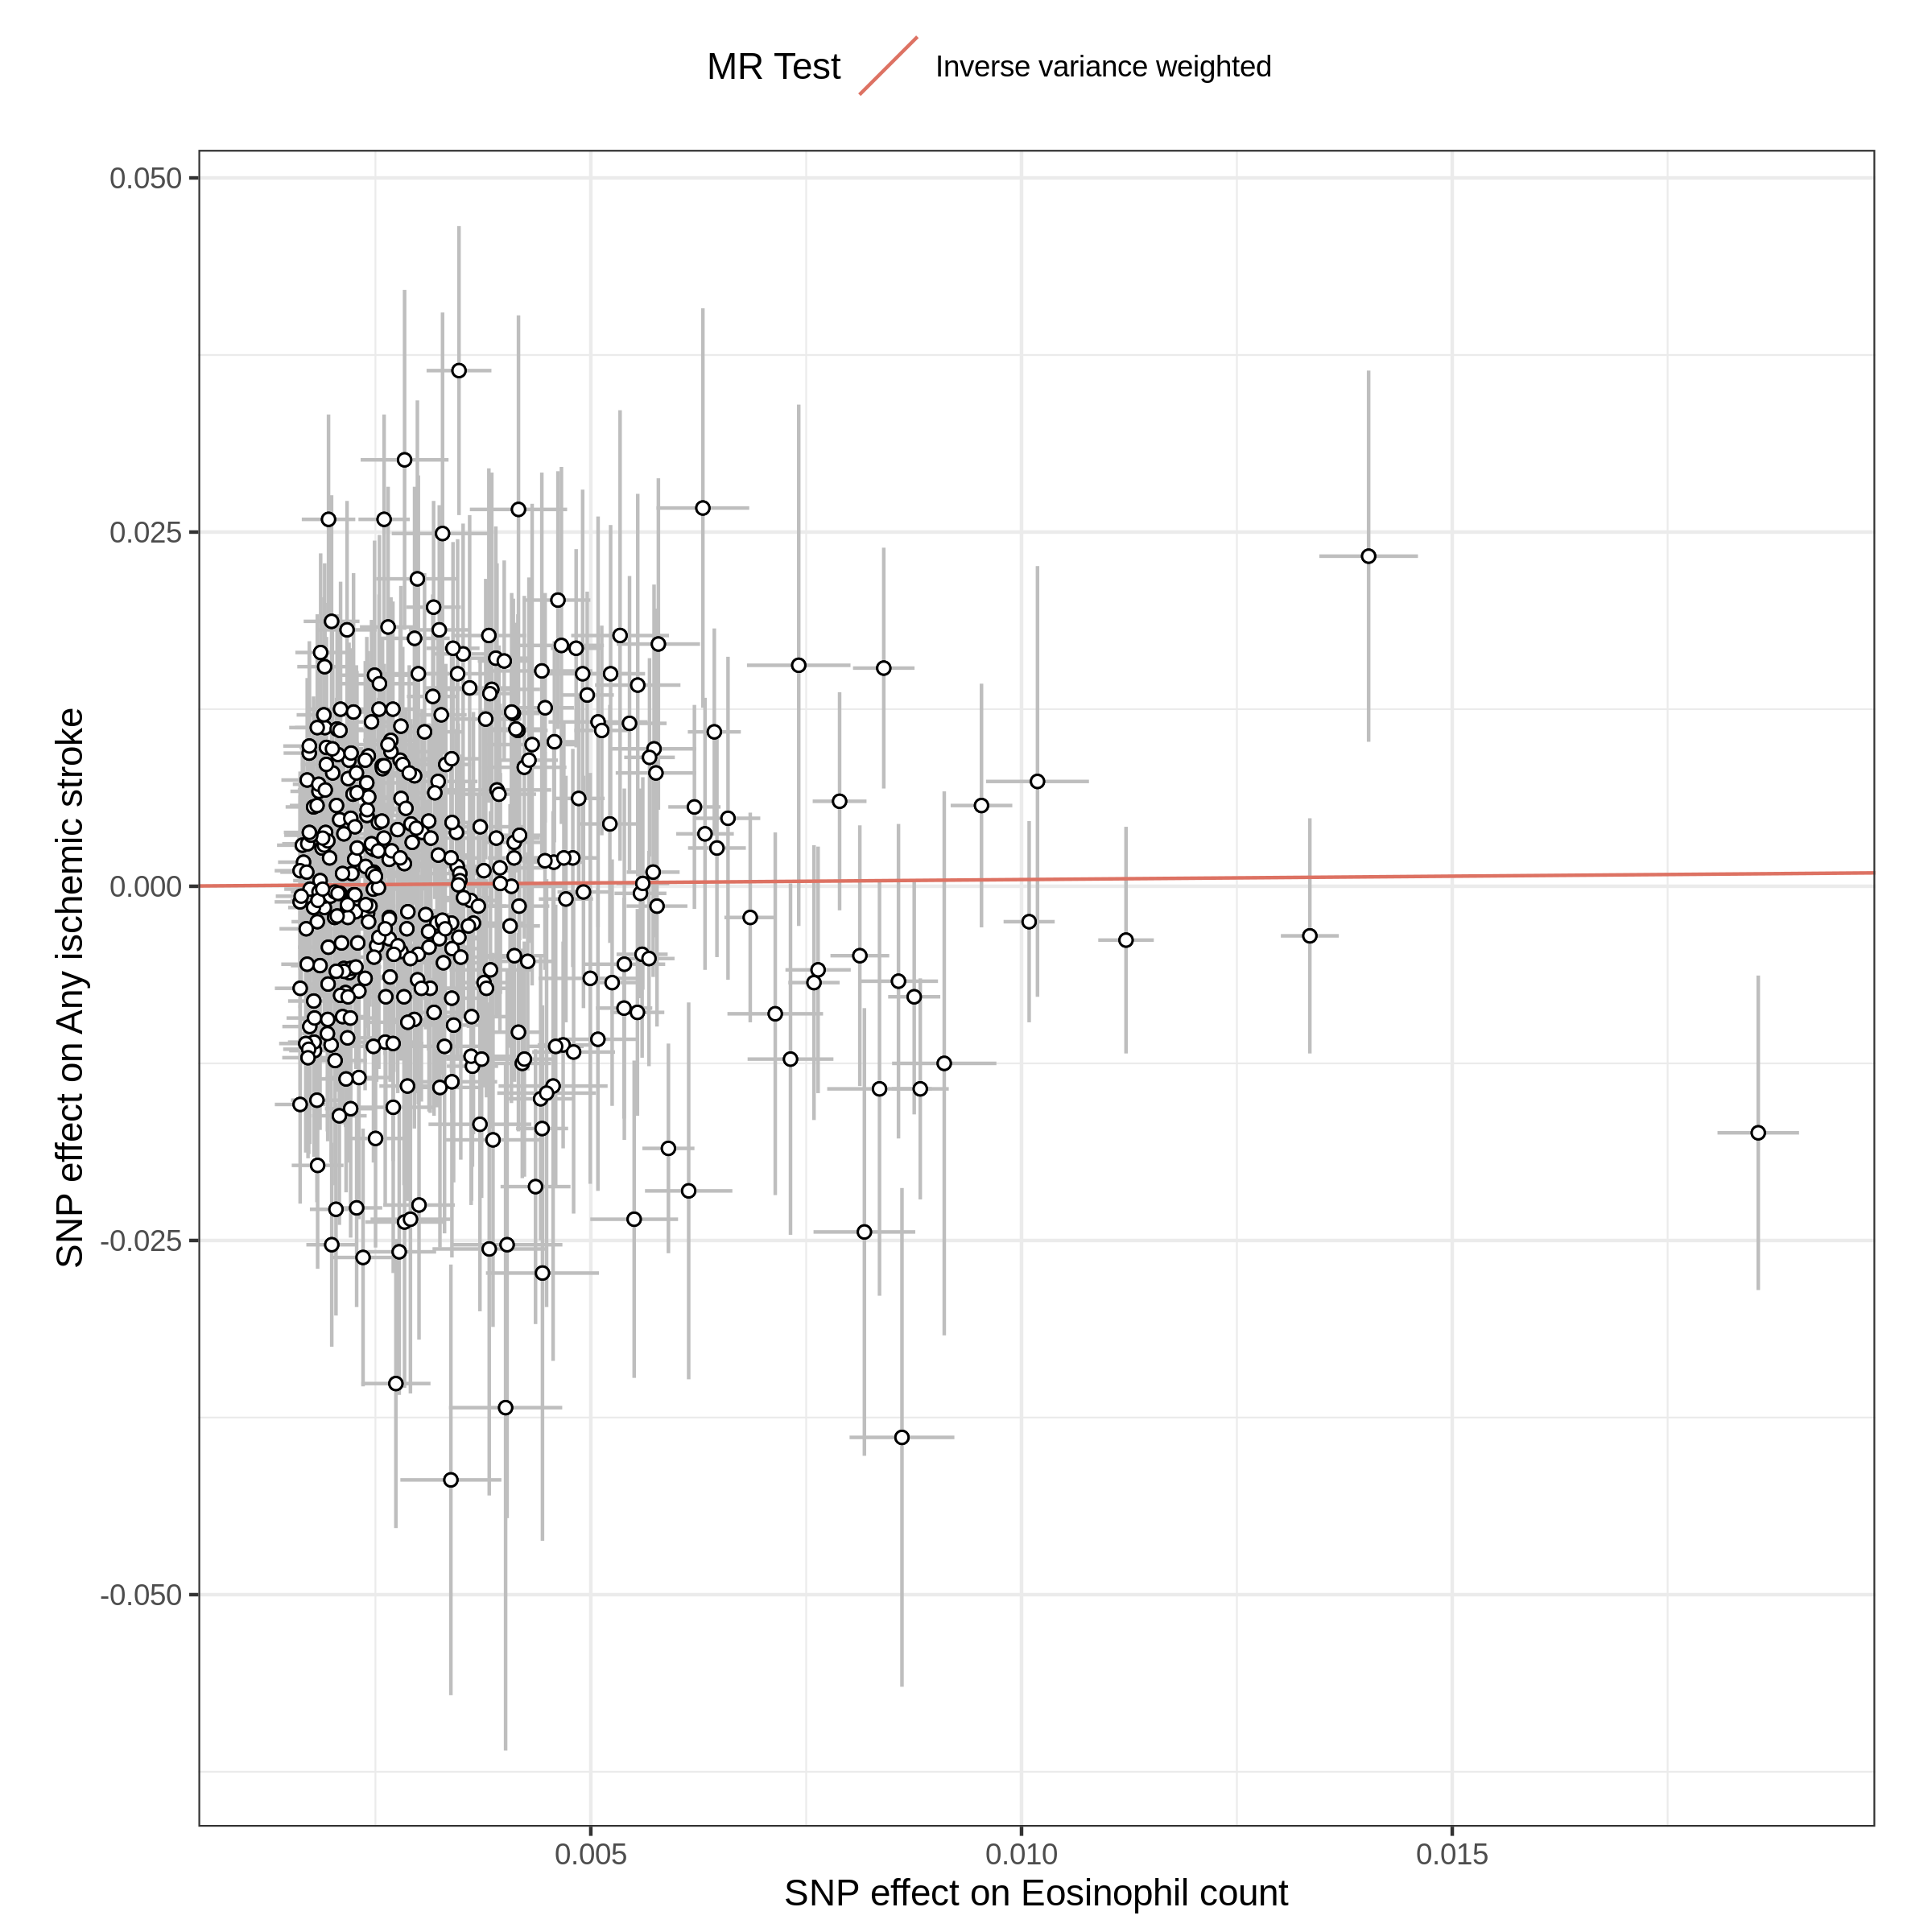 MR Test Inverse variance weighted
0.050
0.025
0.000
-0.025
-0.050
SNP effect on Any ischemic stroke
0.005 0.010 0.015
SNP effect on Eosinophil count